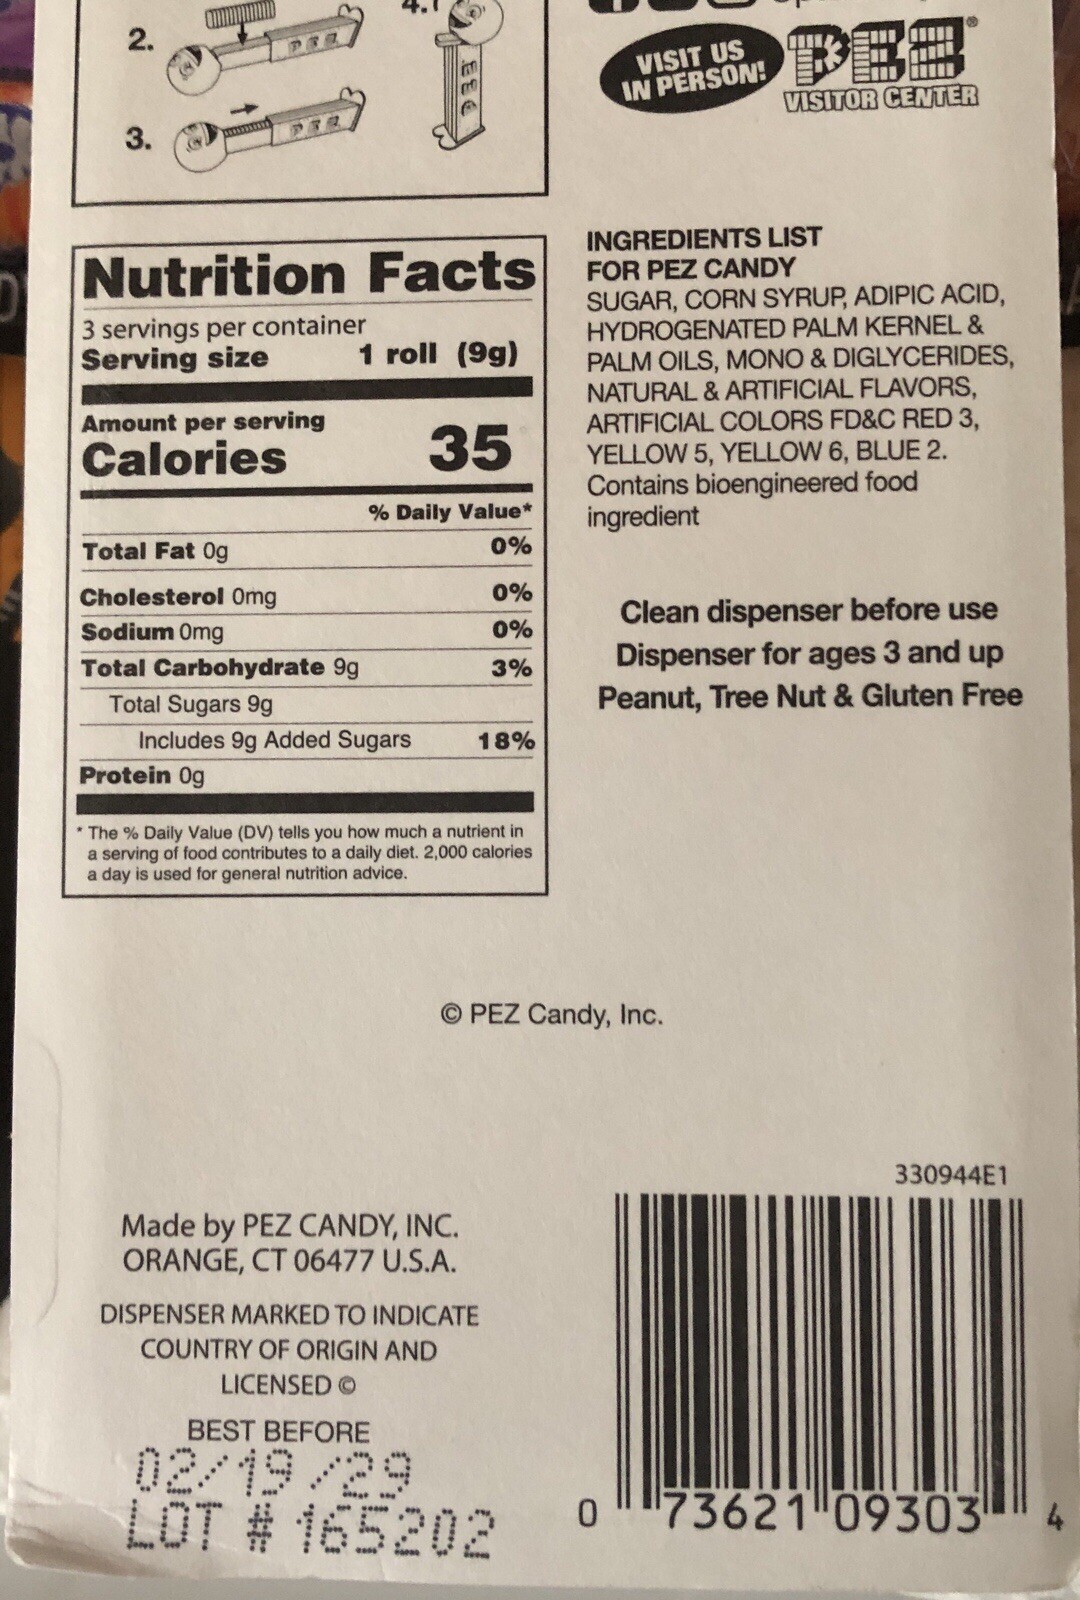 2.
PEZ
4.
PEZ
3.
PEZ
VISIT US
IN PERSON!
PEZ®
VISITOR CENTER
Nutrition Facts
3 servings per container
Serving size 1 roll (9g)
Amount per serving
Calories 35
% Daily Value*
Total Fat 0g 0%
Cholesterol 0mg 0%
Sodium 0mg 0%
Total Carbohydrate 9g 3%
Total Sugars 9g
Includes 9g Added Sugars 18%
Protein 0g
* The % Daily Value (DV) tells you how much a nutrient in
a serving of food contributes to a daily diet. 2,000 calories
a day is used for general nutrition advice.
INGREDIENTS LIST
FOR PEZ CANDY
SUGAR, CORN SYRUP, ADIPIC ACID,
HYDROGENATED PALM KERNEL &
PALM OILS, MONO & DIGLYCERIDES,
NATURAL & ARTIFICIAL FLAVORS,
ARTIFICIAL COLORS FD&C RED 3,
YELLOW 5, YELLOW 6, BLUE 2.
Contains bioengineered food
ingredient
Clean dispenser before use
Dispenser for ages 3 and up
Peanut, Tree Nut & Gluten Free
© PEZ Candy, Inc.
Made by PEZ CANDY, INC.
ORANGE, CT 06477 U.S.A.
DISPENSER MARKED TO INDICATE
COUNTRY OF ORIGIN AND
LICENSED ©
BEST BEFORE
02/19/29
LOT # 165202
330944E1
0 73621 09303 4